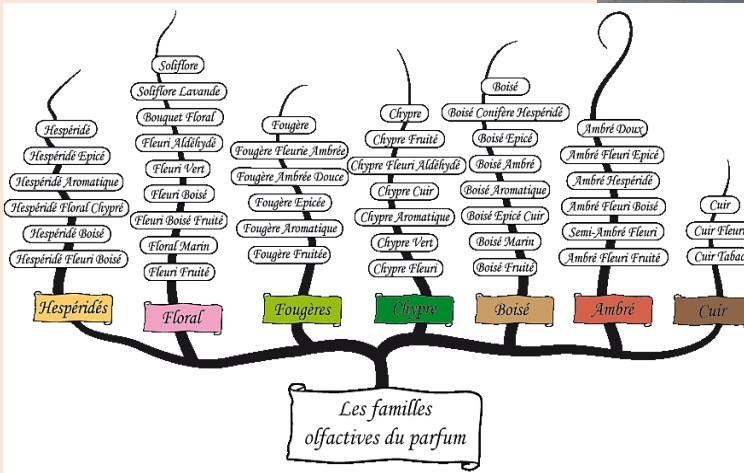 Hespéridé
Hespéridé Epicé
Hespéridé Aromatique
Hespéridé Floral Chypré
Hespéridé Boisé
Hespéridé Fleuri Boisé
Hespéridés
Soliflore
Soliflore Lavande
Bouquet Floral
Fleuri Aldéhydé
Fleuri Vert
Fleuri Boisé
Fleuri Boisé Fruité
Floral Marin
Fleuri Fruité
Floral
Fougère
Fougère Fleurie Ambrée
Fougère Ambrée Douce
Fougère Epicée
Fougère Aromatique
Fougère Fruitée
Fougères
Chypre
Chypre Fruité
Chypre Fleuri Aldéhydé
Chypre Cuir
Chypre Aromatique
Chypre Vert
Chypre Fleuri
Chypre
Boisé
Boisé Conifère Hespéridé
Boisé Epicé
Boisé Ambré
Boisé Aromatique
Boisé Epicé Cuir
Boisé Marin
Boisé Fruité
Boisé
Ambré Doux
Ambré Fleuri Epicé
Ambré Hespéridé
Ambré Fleuri Boisé
Semi-Ambré Fleuri
Ambré Fleuri Fruité
Ambré
Cuir
Cuir Fleuri
Cuir Tabac
Cuir
Les familles
olfactives du parfum